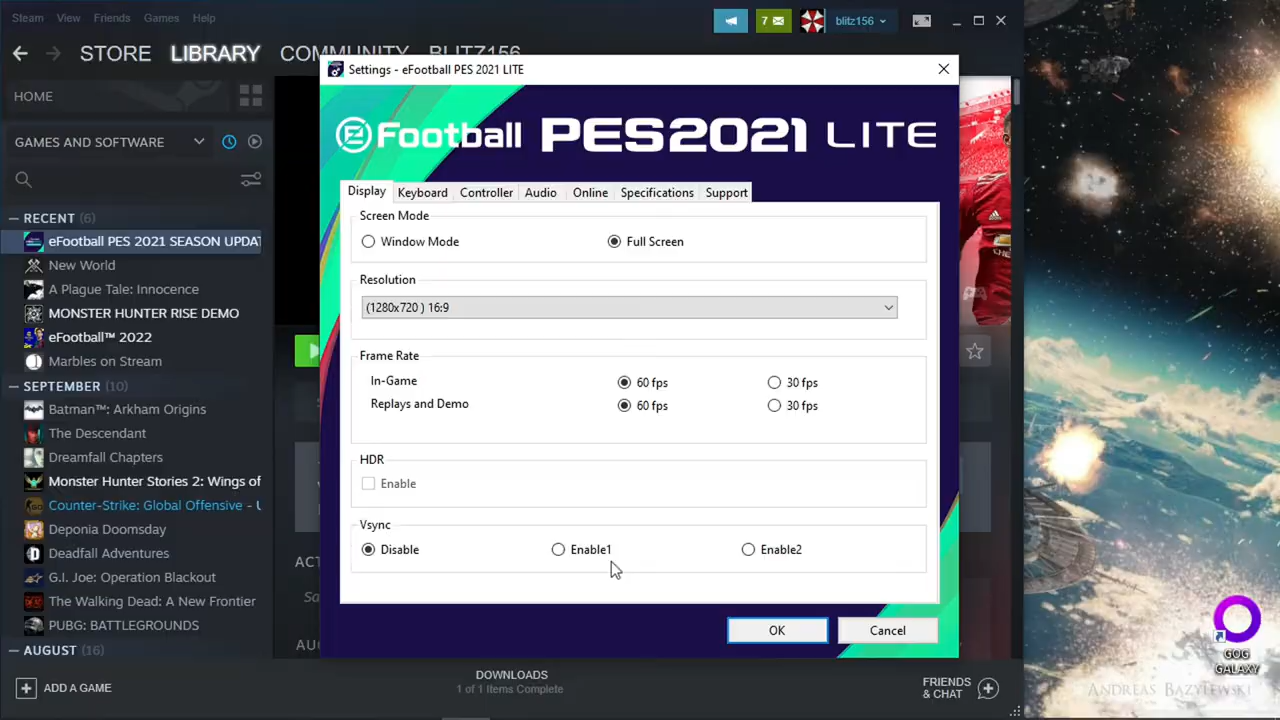 Steam View Friends Games Help
7
blitz156
STORE LIBRARY COMMUNITY BLITZ156
HOME
GAMES AND SOFTWARE
RECENT (6)
eFootball PES 2021 SEASON UPDA
New World
A Plague Tale: Innocence
MONSTER HUNTER RISE DEMO
eFootball™ 2022
Marbles on Stream
SEPTEMBER (10)
Batman™: Arkham Origins
The Descendant
Dreamfall Chapters
Monster Hunter Stories 2: Wings of
Counter-Strike: Global Offensive - U
Deponia Doomsday
Deadfall Adventures
G.I. Joe: Operation Blackout
The Walking Dead: A New Frontier
PUBG: BATTLEGROUNDS
AUGUST (16)
ADD A GAME
Settings - eFootball PES 2021 LITE
eFootball PES2021 LITE
Display Keyboard Controller Audio Online Specifications Support
Screen Mode
Window Mode Full Screen
Resolution
(1280x720 ) 16:9
Frame Rate
In-Game 60 fps 30 fps
Replays and Demo 60 fps 30 fps
HDR
Enable
Vsync
Disable Enable1 Enable2
OK Cancel
DOWNLOADS
1 of 1 Items Complete
FRIENDS
& CHAT
GOG
GALAXY
ANDREAS BAZYLEWSKI